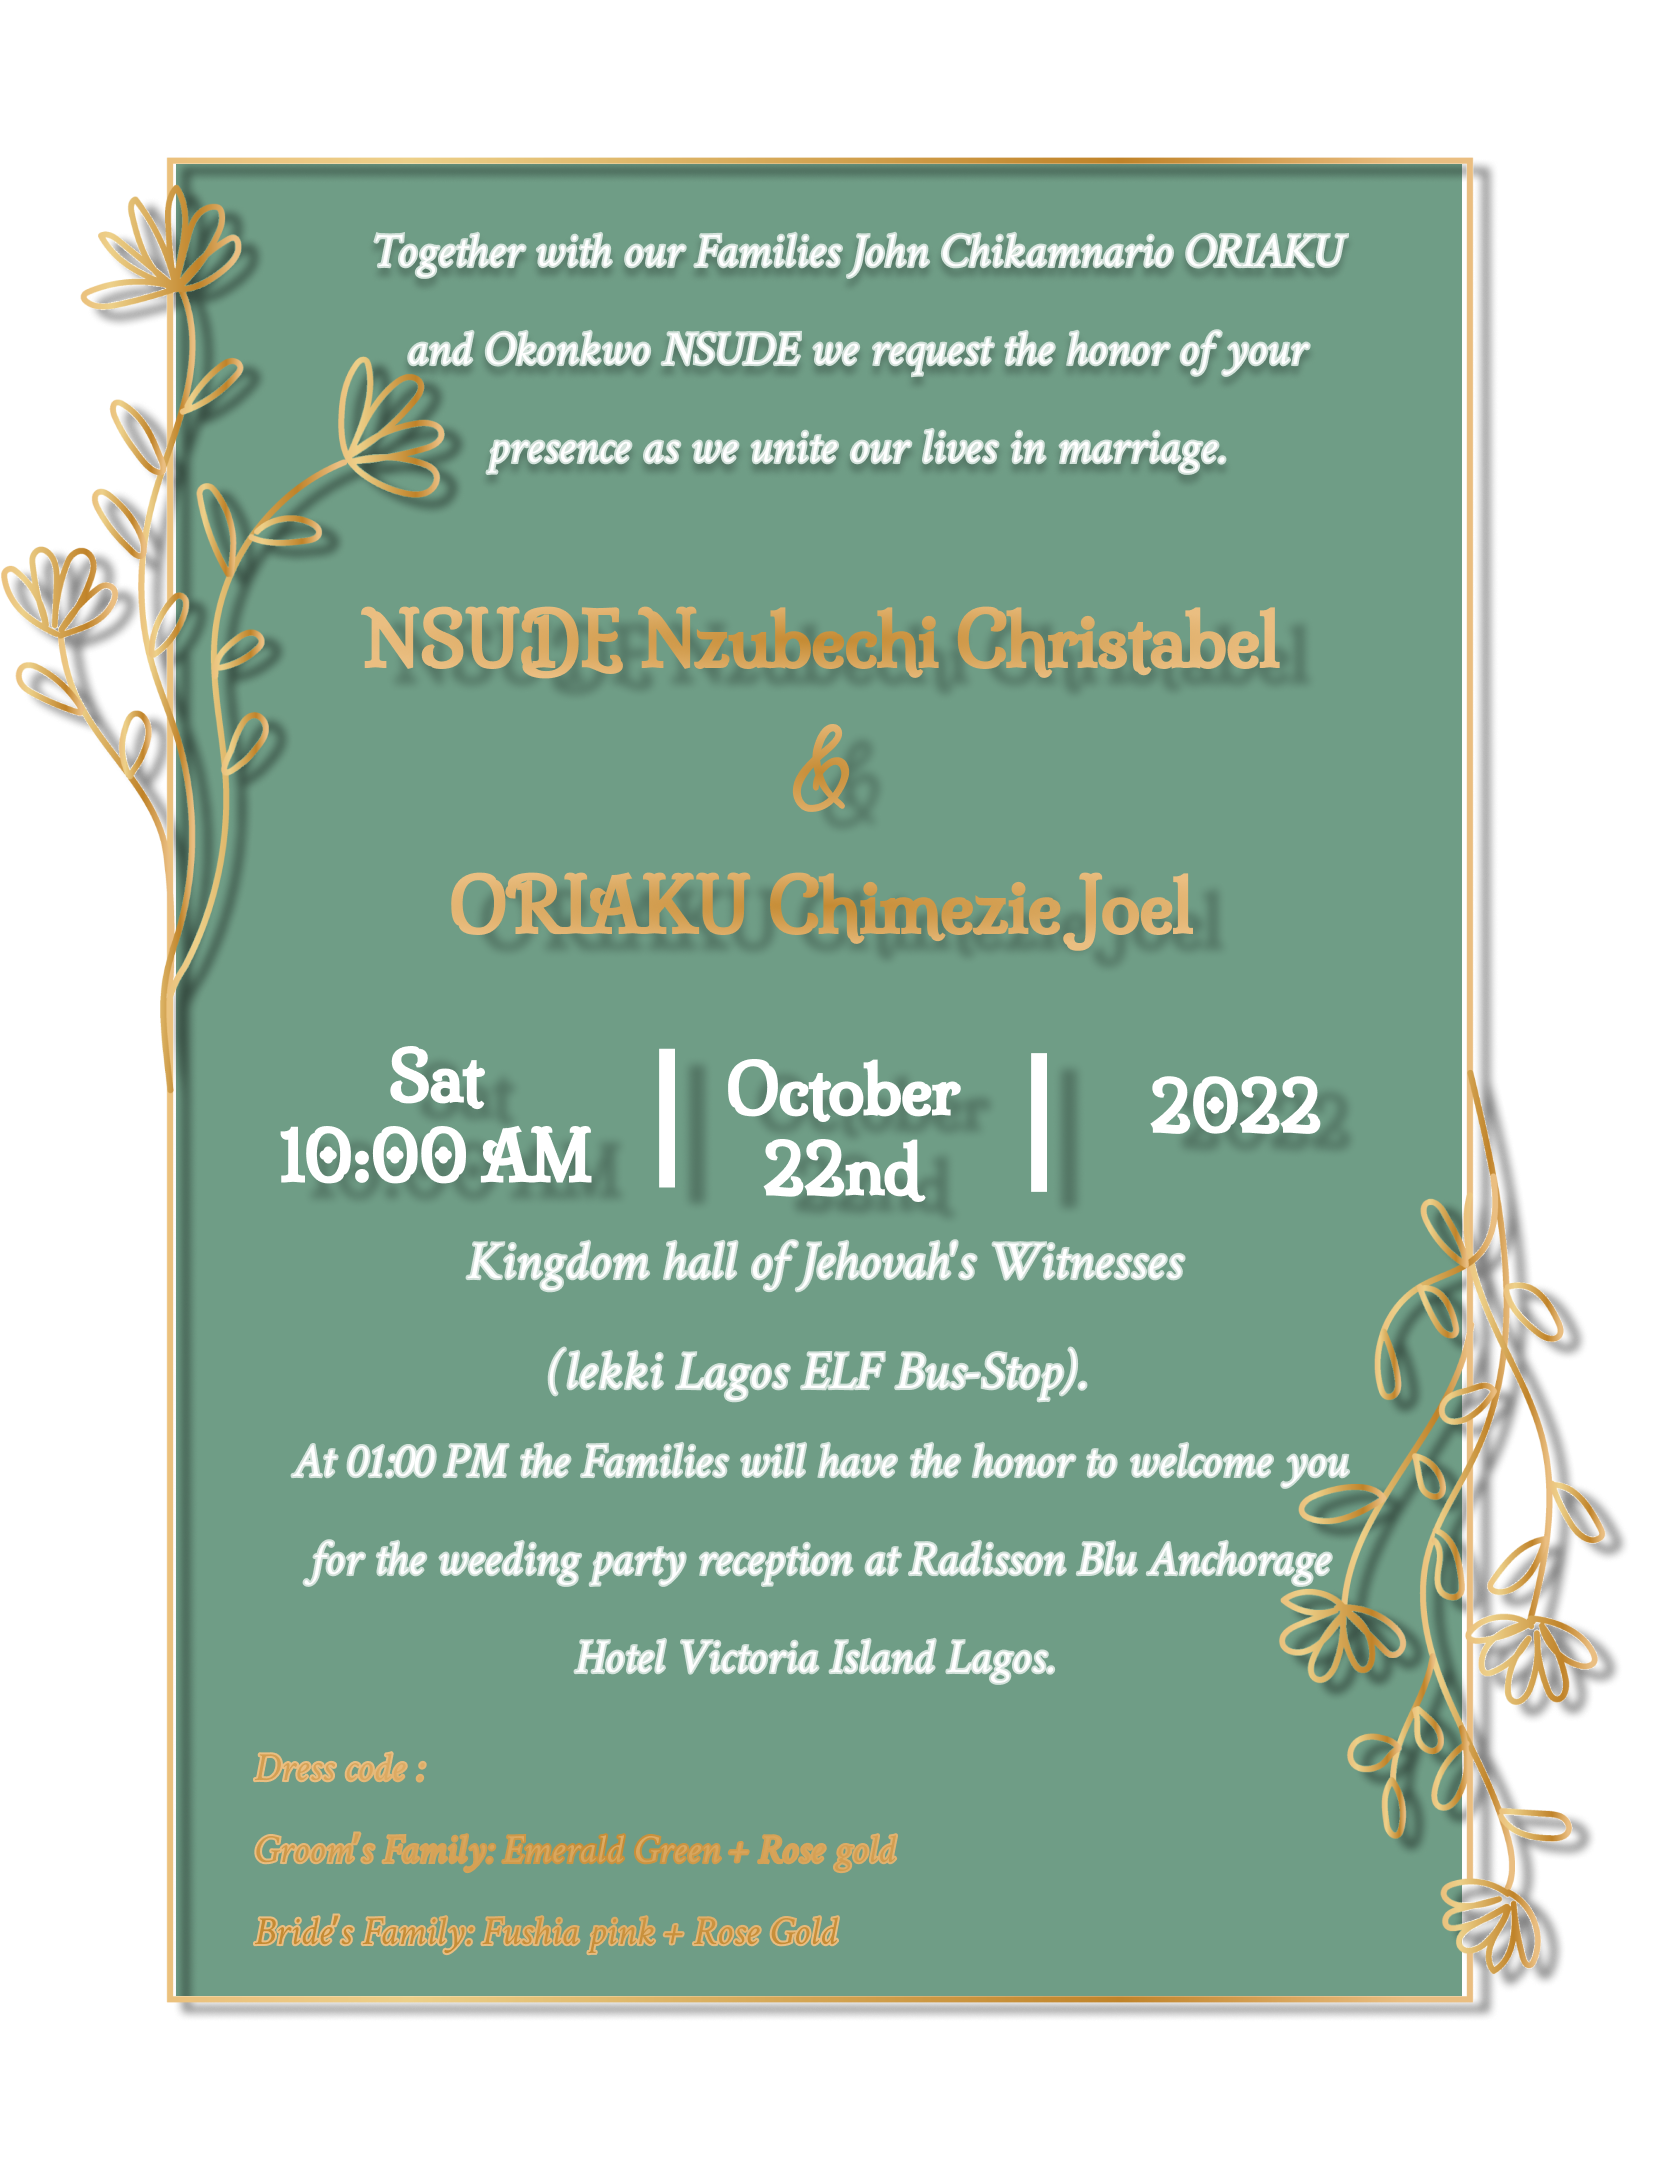 Together with our Families John Chikamnario ORIAKU
and Okonkwo NSUDE we request the honor of your
presence as we unite our lives in marriage.
NSUDE Nzubechi Christabel
&
ORIAKU Chimezie Joel
Sat
10:00 AM
October
22nd
2022
Kingdom hall of Jehovah's Witnesses
(lekki Lagos ELF Bus-Stop).
At 01:00 PM the Families will have the honor to welcome you
for the weeding party reception at Radisson Blu Anchorage
Hotel Victoria Island Lagos.
Dress code :
Groom's Family: Emerald Green + Rose gold
Bride's Family: Fushia pink + Rose Gold